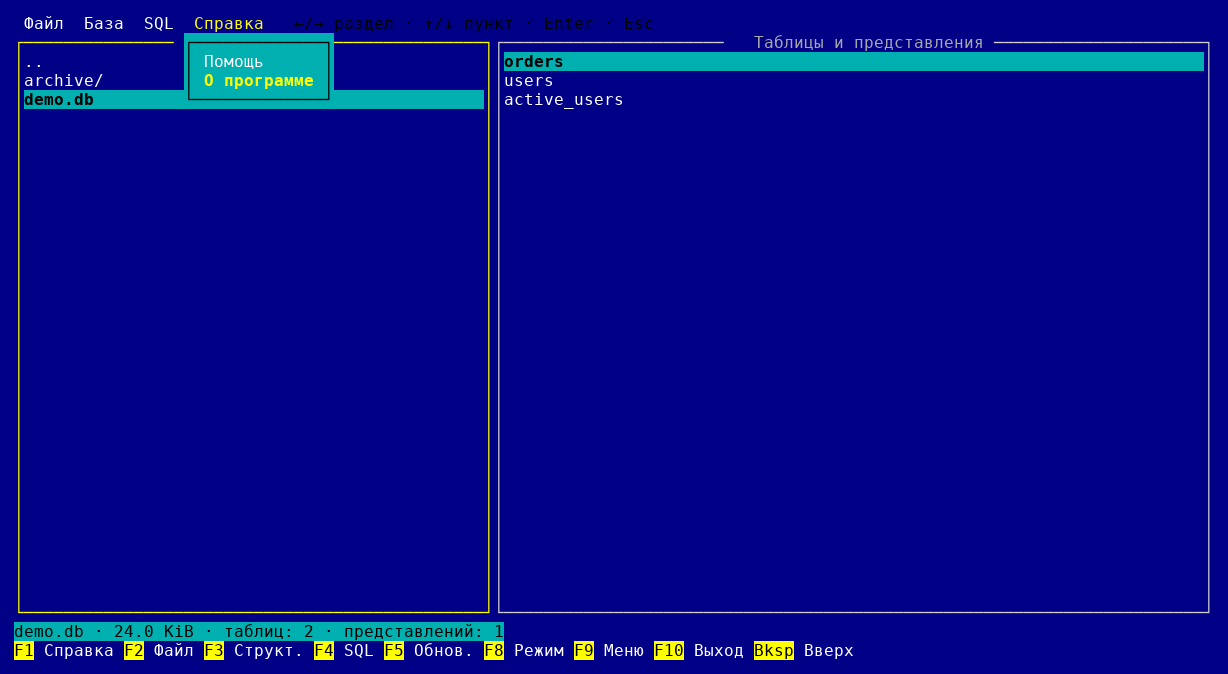 Файл База SQL Справка ←/→ раздел · ↑/↓ пункт · Enter · Esc
Таблицы и представления
.. Помощь orders
archive/ О программе users
demo.db active_users
demo.db · 24.0 KiB · таблиц: 2 · представлений: 1
F1 Справка F2 Файл F3 Структ. F4 SQL F5 Обнов. F8 Режим F9 Меню F10 Выход Bksp Вверх